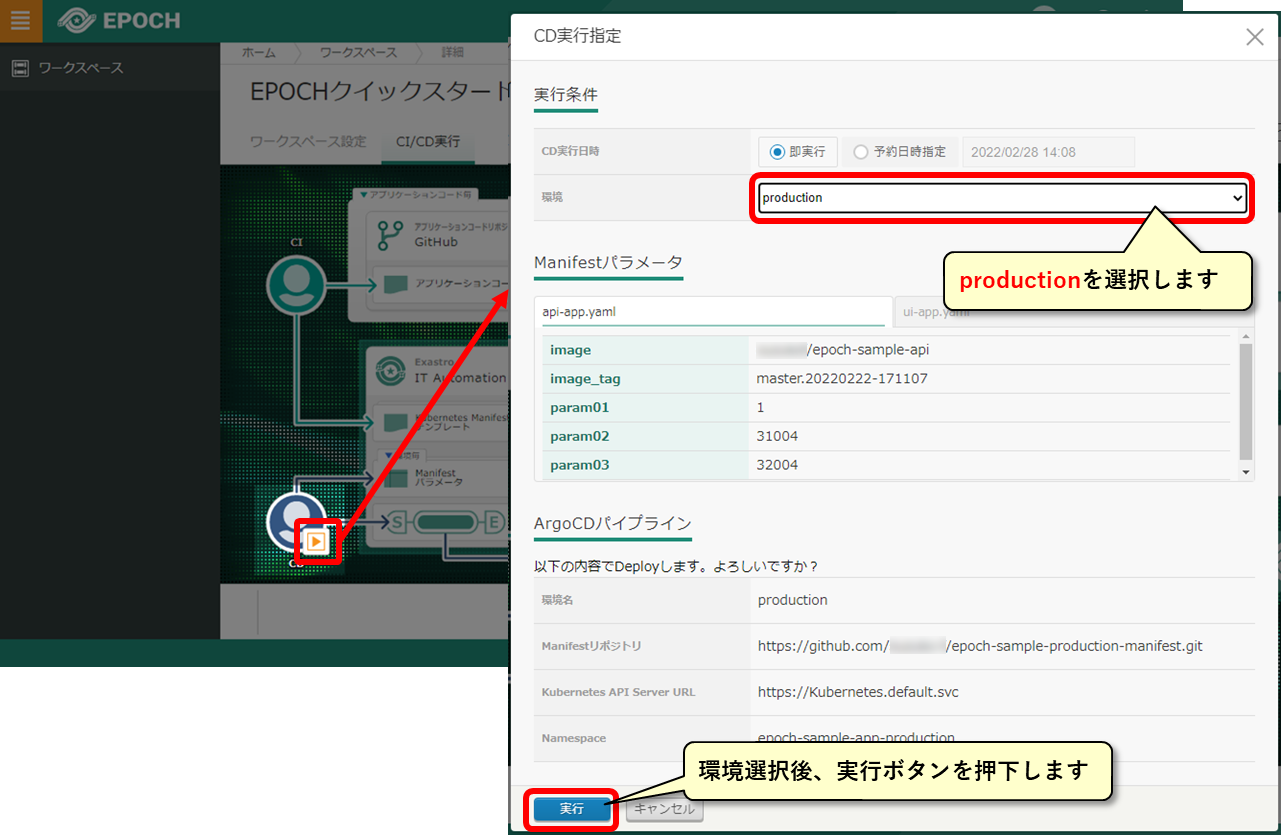 EPOCH
ワークスペース
ホーム ワークスペース 詳細
EPOCHクイックスタート
ワークスペース設定 CI/CD実行
▼アプリケーションコード毎
CI
アプリケーションコードリポジ
GitHub
アプリケーションコー
Exastro
IT Automation
Kubernetes Manifes
テンプレート
Manifest
パラメータ
S E
CD実行指定
実行条件
CD実行日時 即実行 予約日時指定 2022/02/28 14:08
環境 production
productionを選択します
Manifestパラメータ
api-app.yaml ui-app.yaml
image /epoch-sample-api
image_tag master.20220222-171107
param01 1
param02 31004
param03 32004
ArgoCDパイプライン
以下の内容でDeployします。よろしいですか？
環境名 production
Manifestリポジトリ https://github.com/ /epoch-sample-production-manifest.git
Kubernetes API Server URL https://Kubernetes.default.svc
Namespace epoch-sample-app-production
環境選択後、実行ボタンを押下します
実行 キャンセル